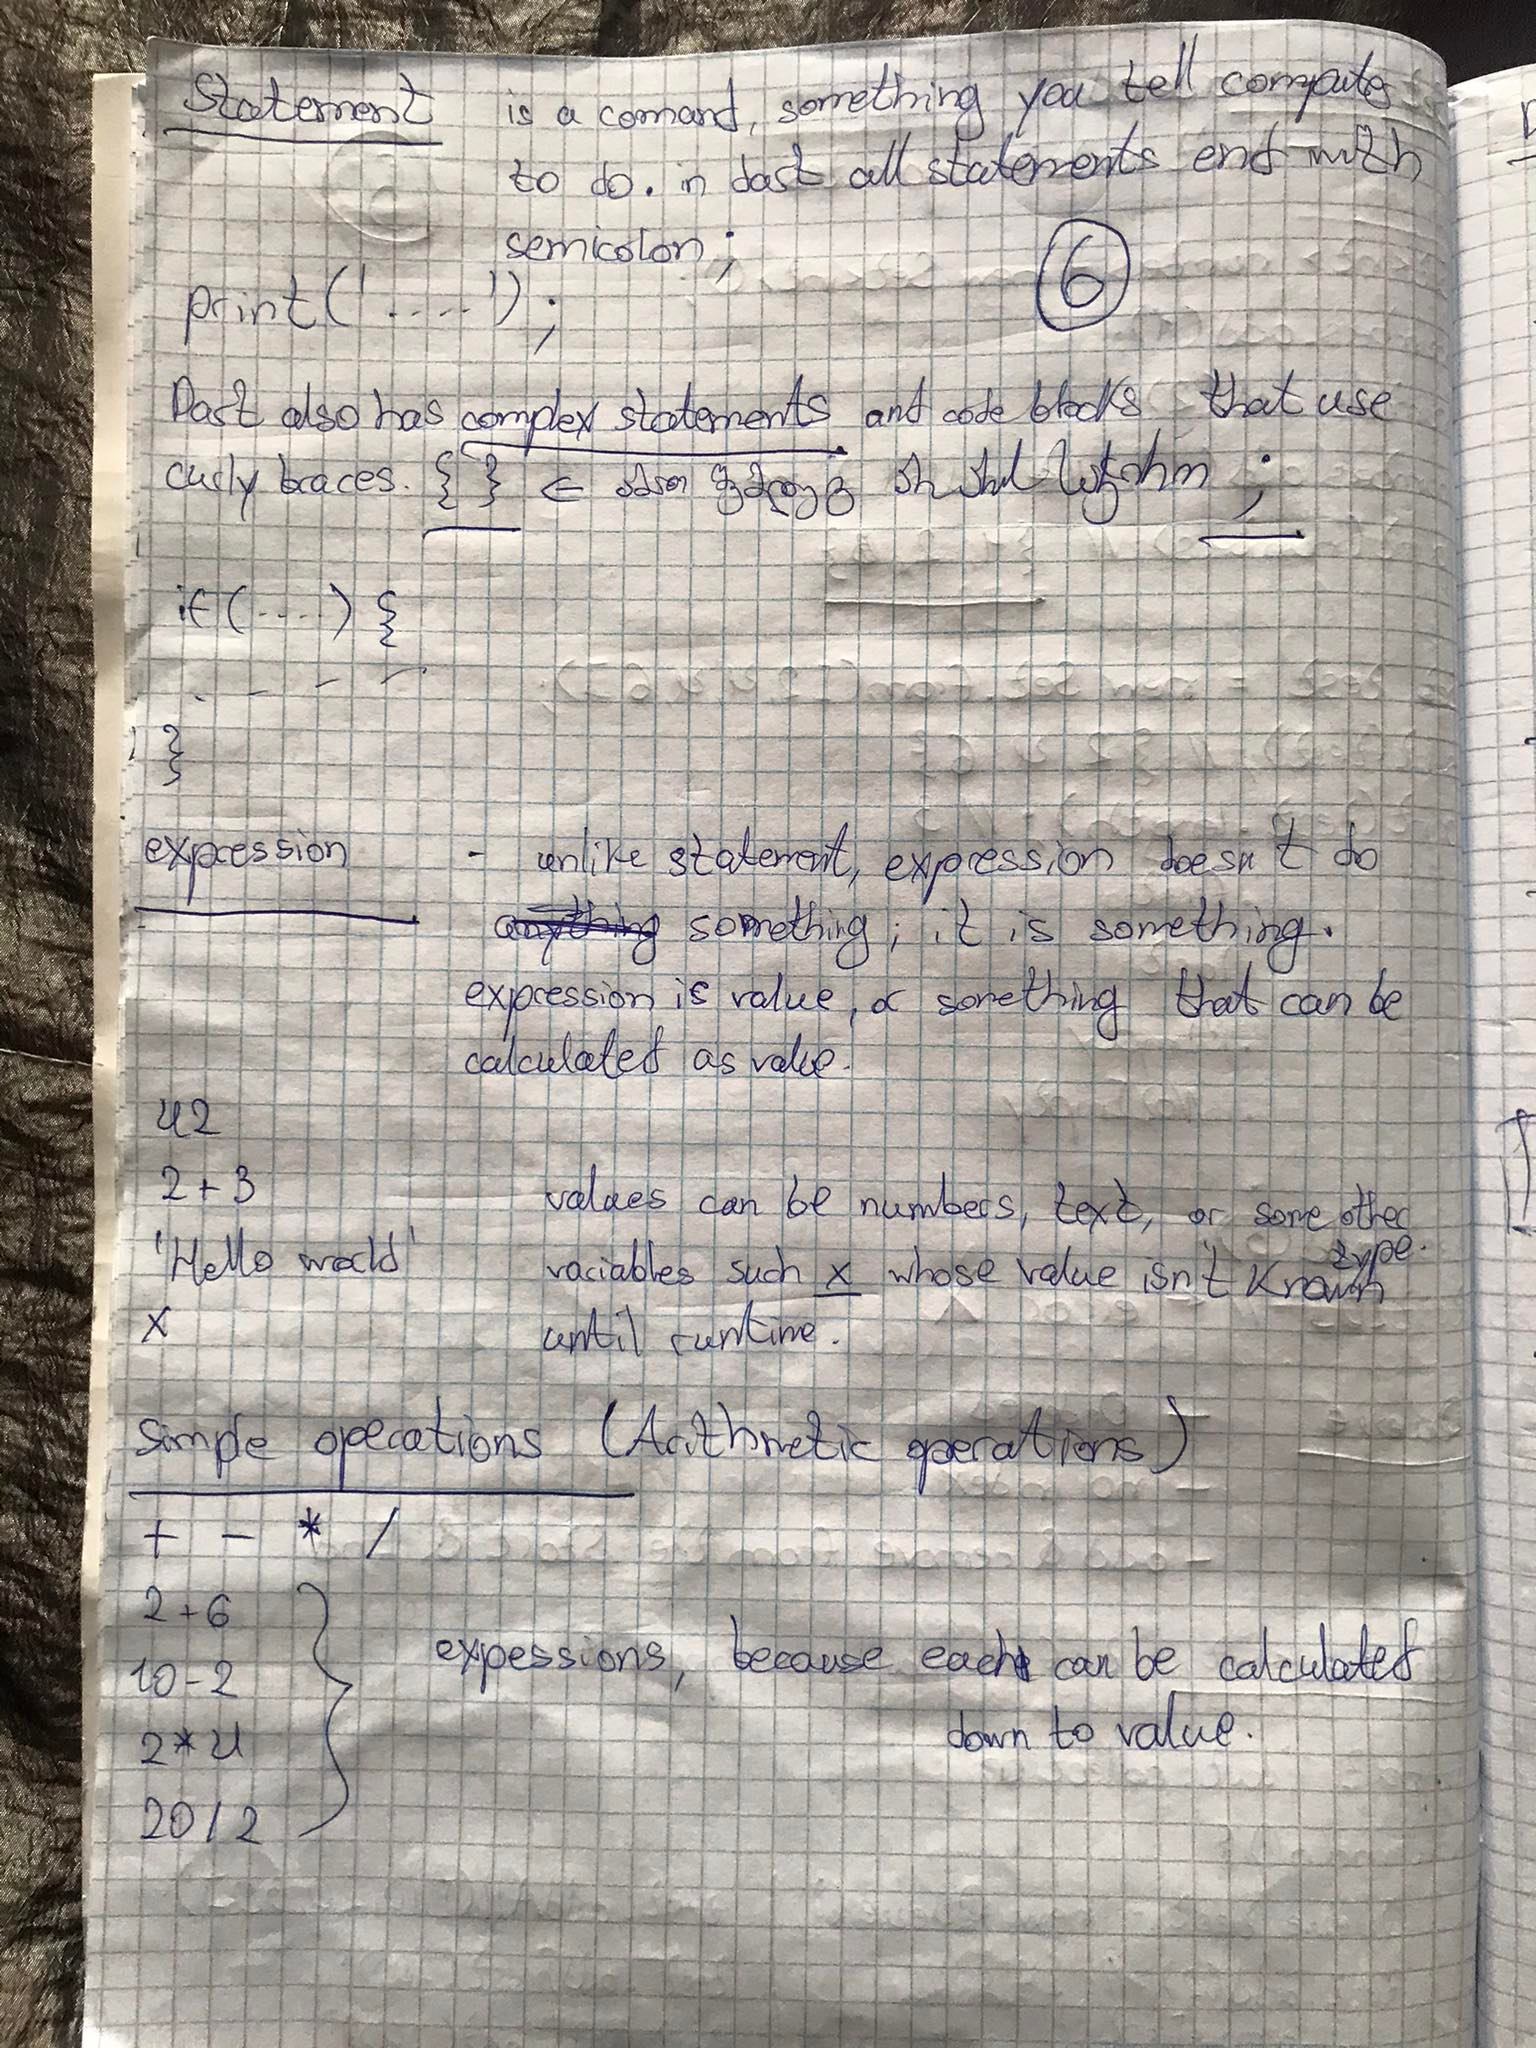 Statement is a comand, something you tell computer
to do. in dart all statements end with
semicolon;
6
print('....');
Dart also has complex statements and code blocks that use
curly braces. { } ← ;
if (....) {
. - - -
}
expression - unlike statement, expression doesn't do
anything something; it is something.
expression is value, or something that can be
calculated as value.
42
2 + 3
values can be numbers, text, or some other
type.
'Hello world'
variables such x whose value isn't known
x
until runtime.
Simple operations (Arithmetic operations)
+ - * /
2 + 6
10 - 2
expessions, because each can be calculated
down to value.
2 * 4
20 / 2